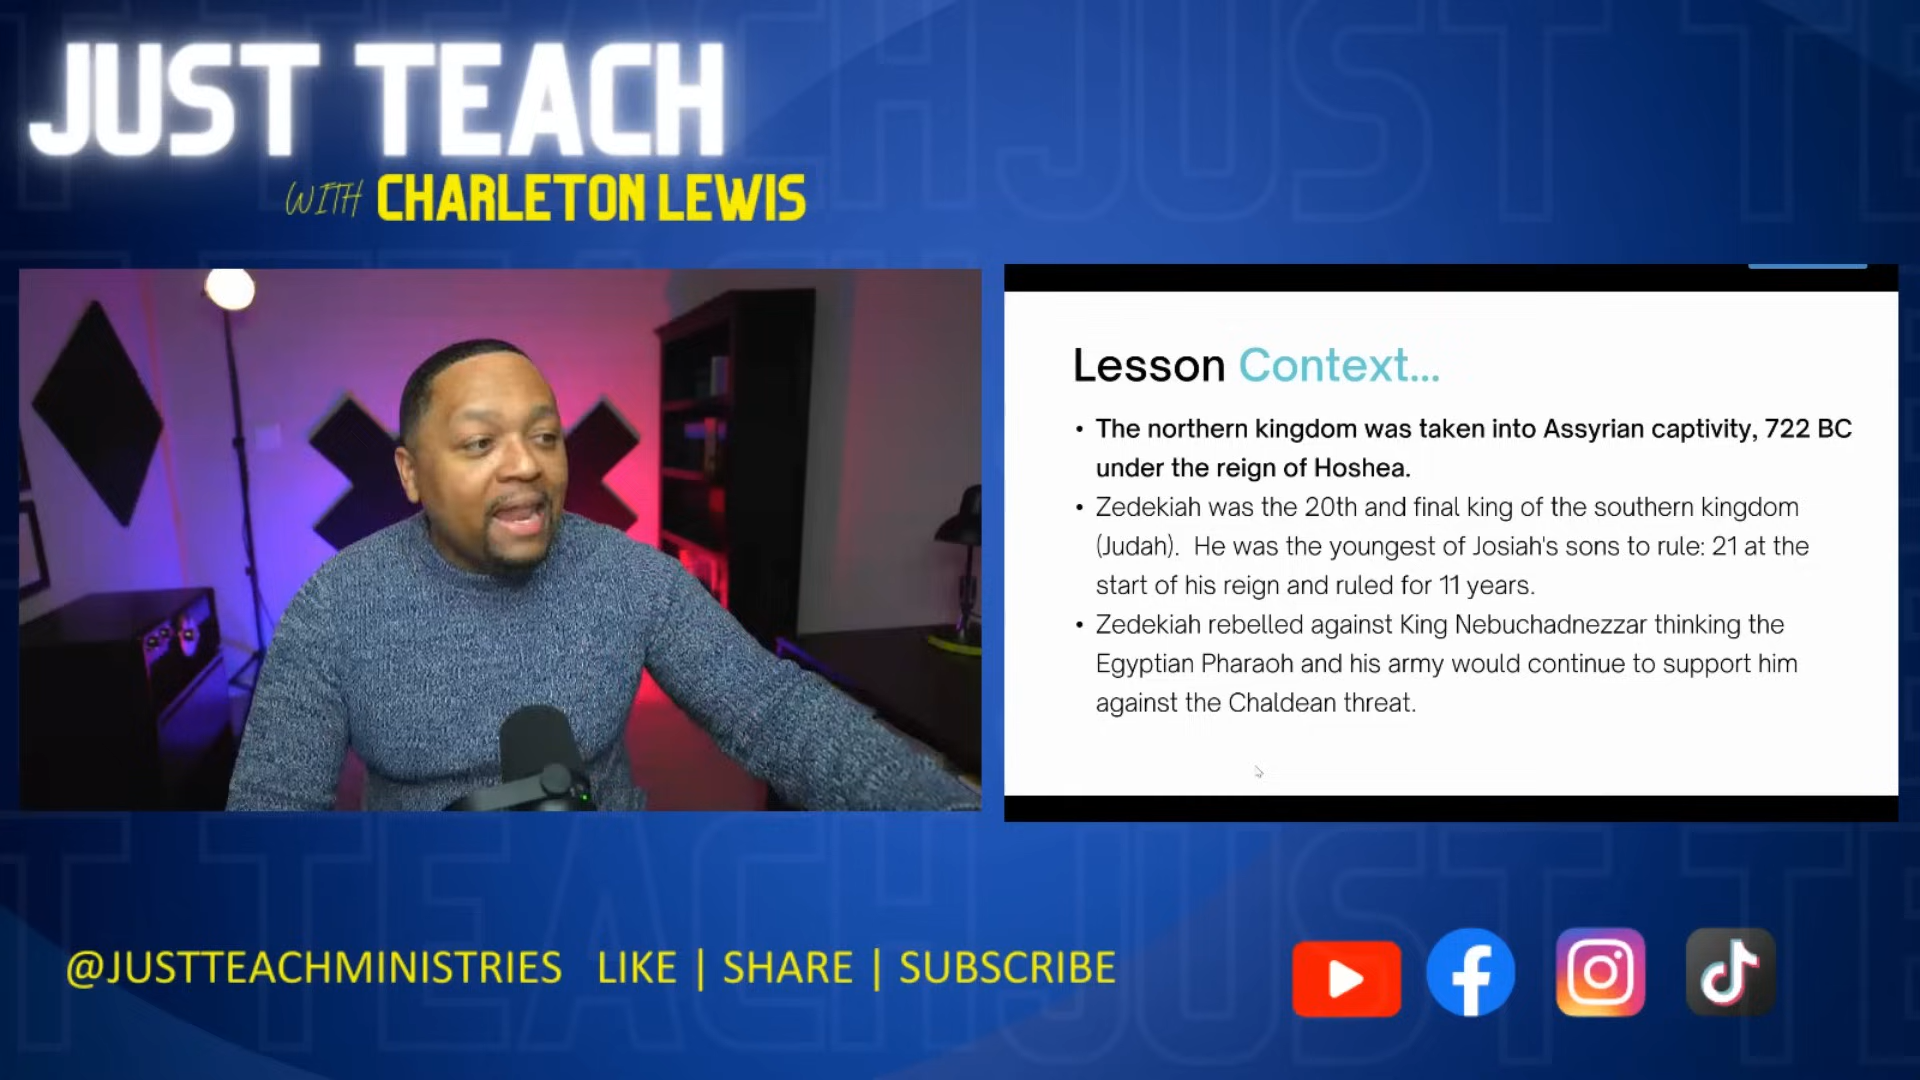 JUST TEACH
WITH CHARLETON LEWIS
Lesson Context...
• The northern kingdom was taken into Assyrian captivity, 722 BC
under the reign of Hoshea.
• Zedekiah was the 20th and final king of the southern kingdom
(Judah).  He was the youngest of Josiah's sons to rule: 21 at the
start of his reign and ruled for 11 years.
• Zedekiah rebelled against King Nebuchadnezzar thinking the
Egyptian Pharaoh and his army would continue to support him
against the Chaldean threat.
@JUSTTEACHMINISTRIES LIKE | SHARE | SUBSCRIBE